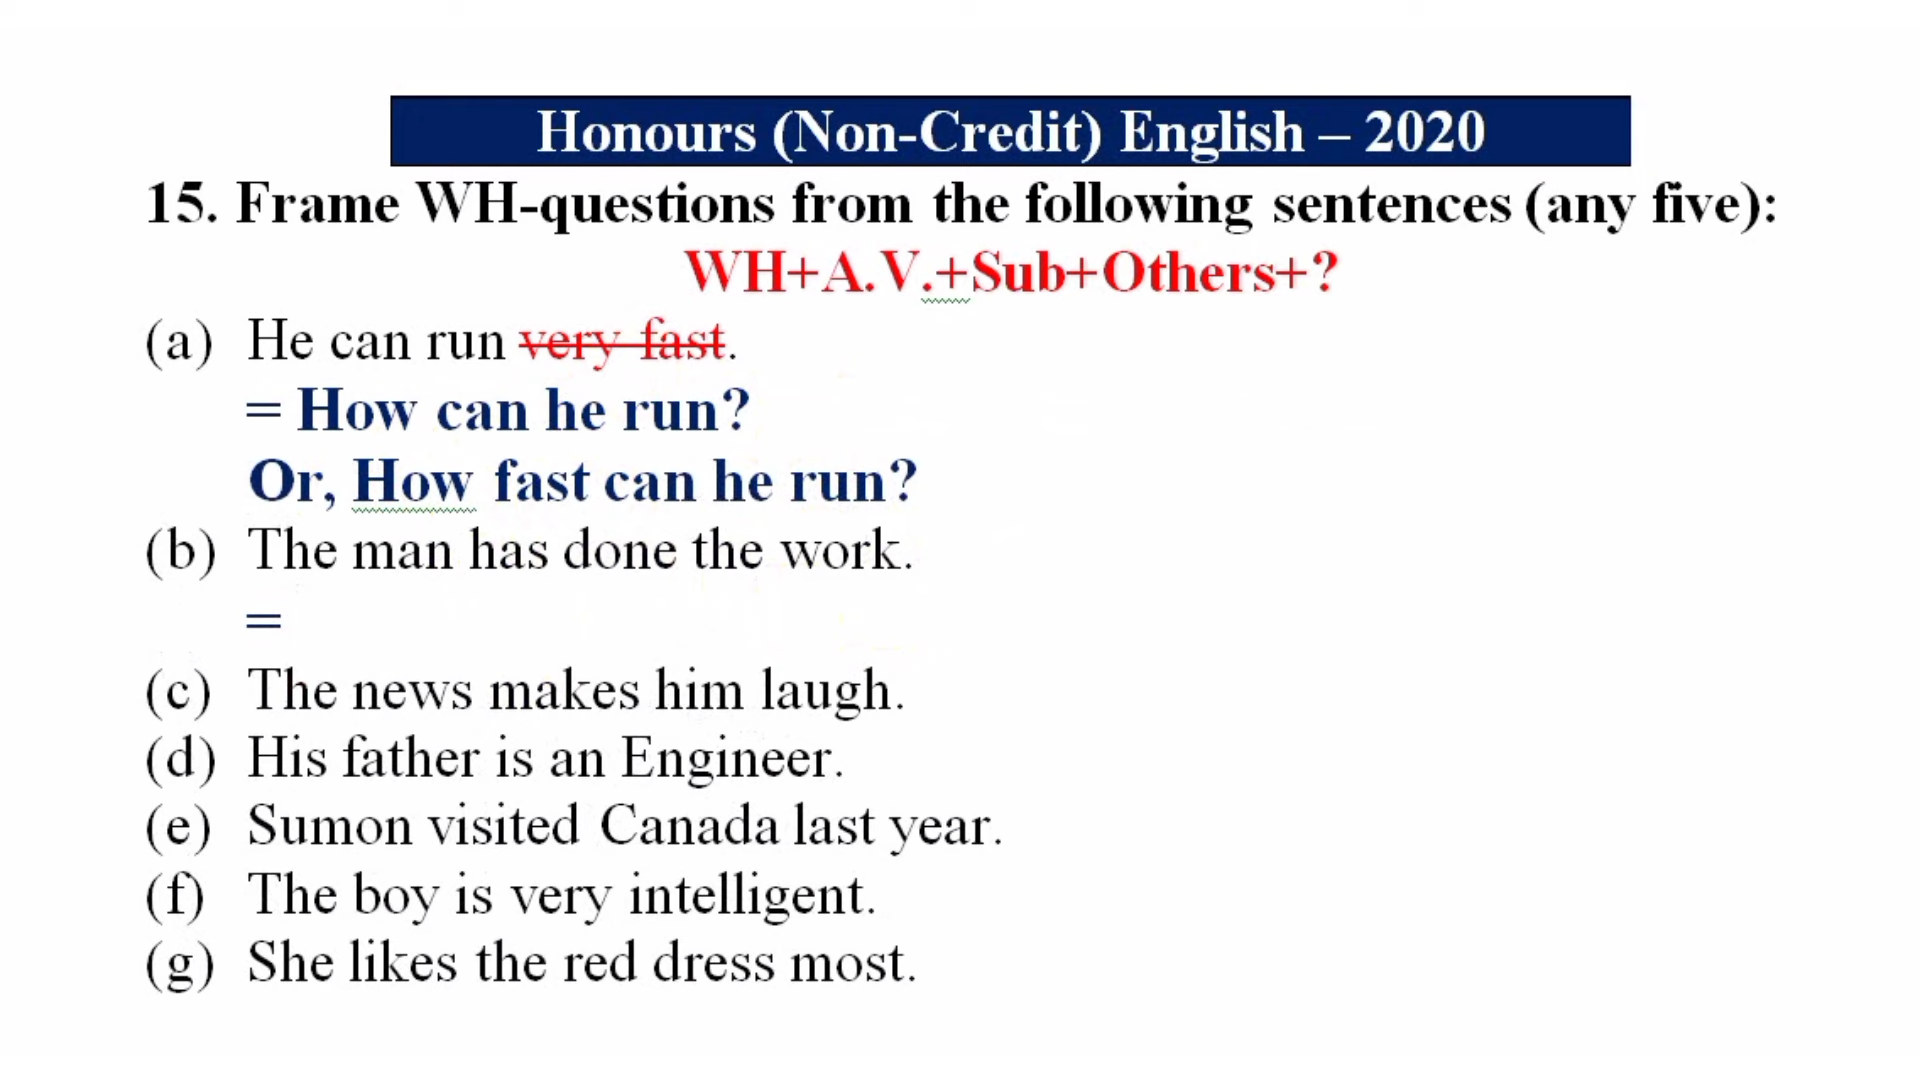 Honours (Non-Credit) English – 2020
15. Frame WH-questions from the following sentences (any five):
WH+A.V.+Sub+Others+?
(a) He can run very fast.
= How can he run?
Or, How fast can he run?
(b) The man has done the work.
=
(c) The news makes him laugh.
(d) His father is an Engineer.
(e) Sumon visited Canada last year.
(f) The boy is very intelligent.
(g) She likes the red dress most.